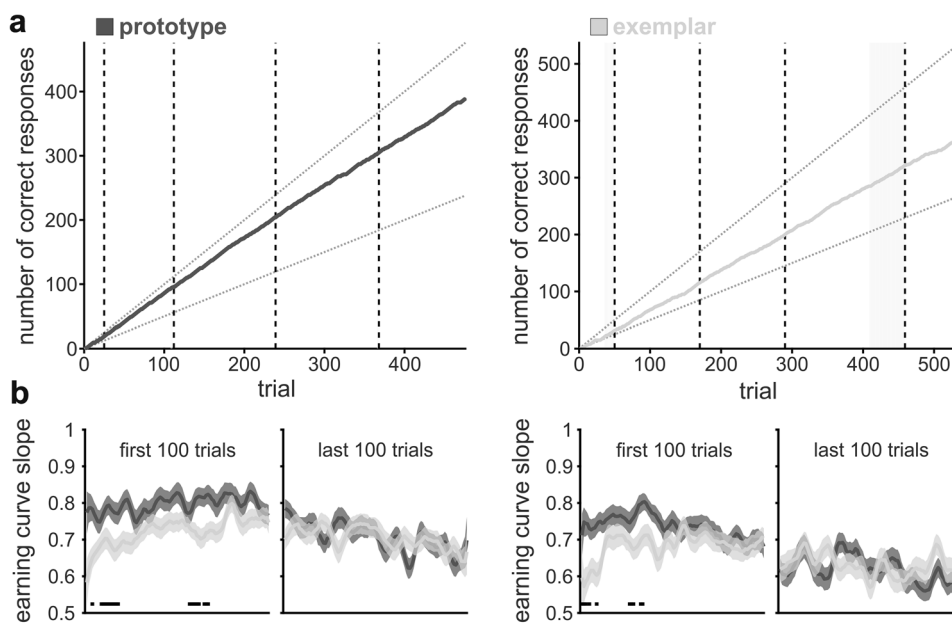 a
prototype
exemplar
number of correct responses
400
300
200
100
0
0 100 200 300 400
trial
number of correct responses
500
400
300
200
100
0
0 100 200 300 400 500
trial
b
earning curve slope
1
0.9
0.8
0.7
0.6
0.5
first 100 trials
last 100 trials
earning curve slope
1
0.9
0.8
0.7
0.6
0.5
first 100 trials
last 100 trials